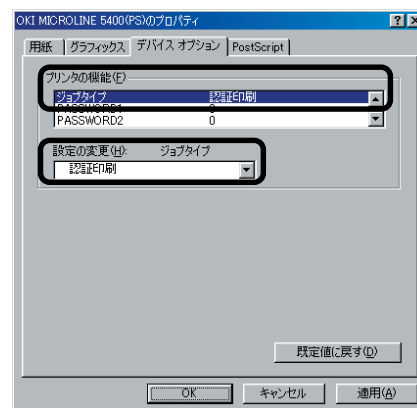 OKI MICROLINE 5400(PS)のプロパティ
用紙 グラフィックス デバイス オプション PostScript
プリンタの機能(F)
ジョブタイプ 認証印刷
PASSWORD1 0
PASSWORD2 0
設定の変更(H): ジョブタイプ
認証印刷
既定値に戻す(D)
OK キャンセル 適用(A)